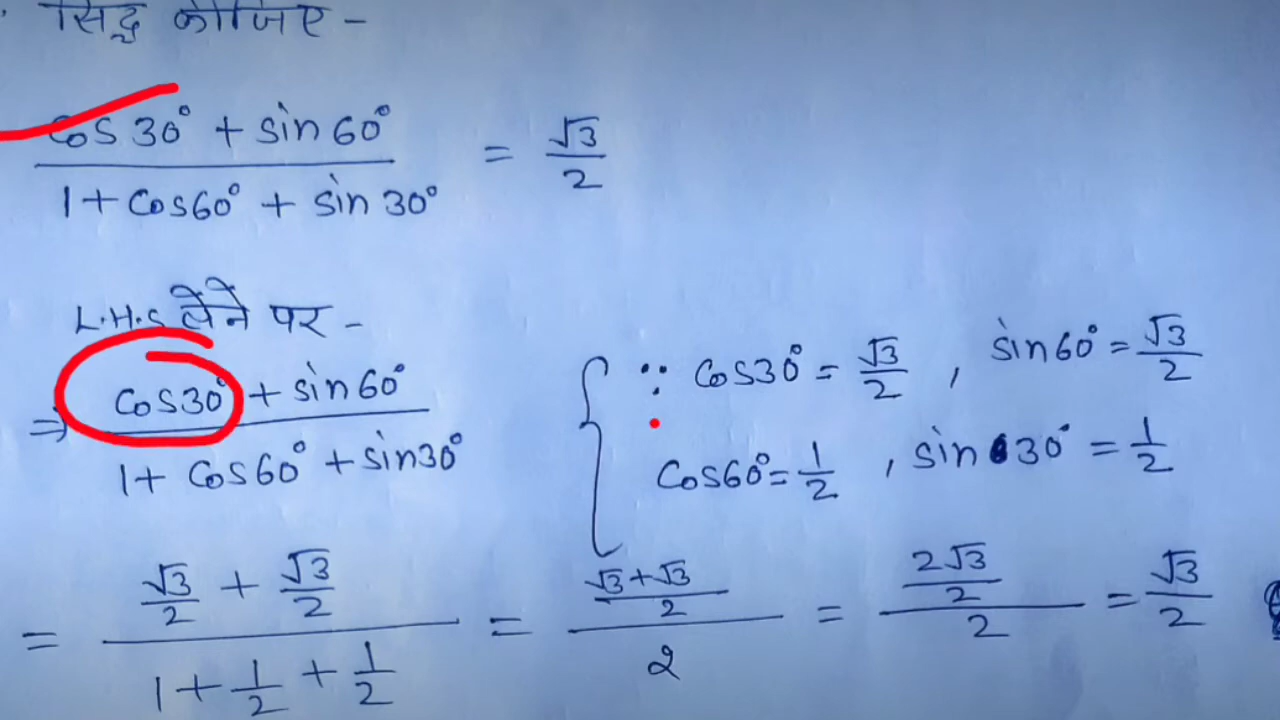 सिद्ध कीजिए -
cos 30° + sin 60° / 1 + cos 60° + sin 30° = √3/2
L.H.S लेने पर -
⇒ cos 30° + sin 60° / 1 + cos 60° + sin 30° { ∵ cos 30° = √3/2 , sin 60° = √3/2
cos 60° = 1/2 , sin 30° = 1/2
= (√3/2 + √3/2) / (1 + 1/2 + 1/2) = ((√3 + √3)/2) / 2 = (2√3/2) / 2 = √3/2